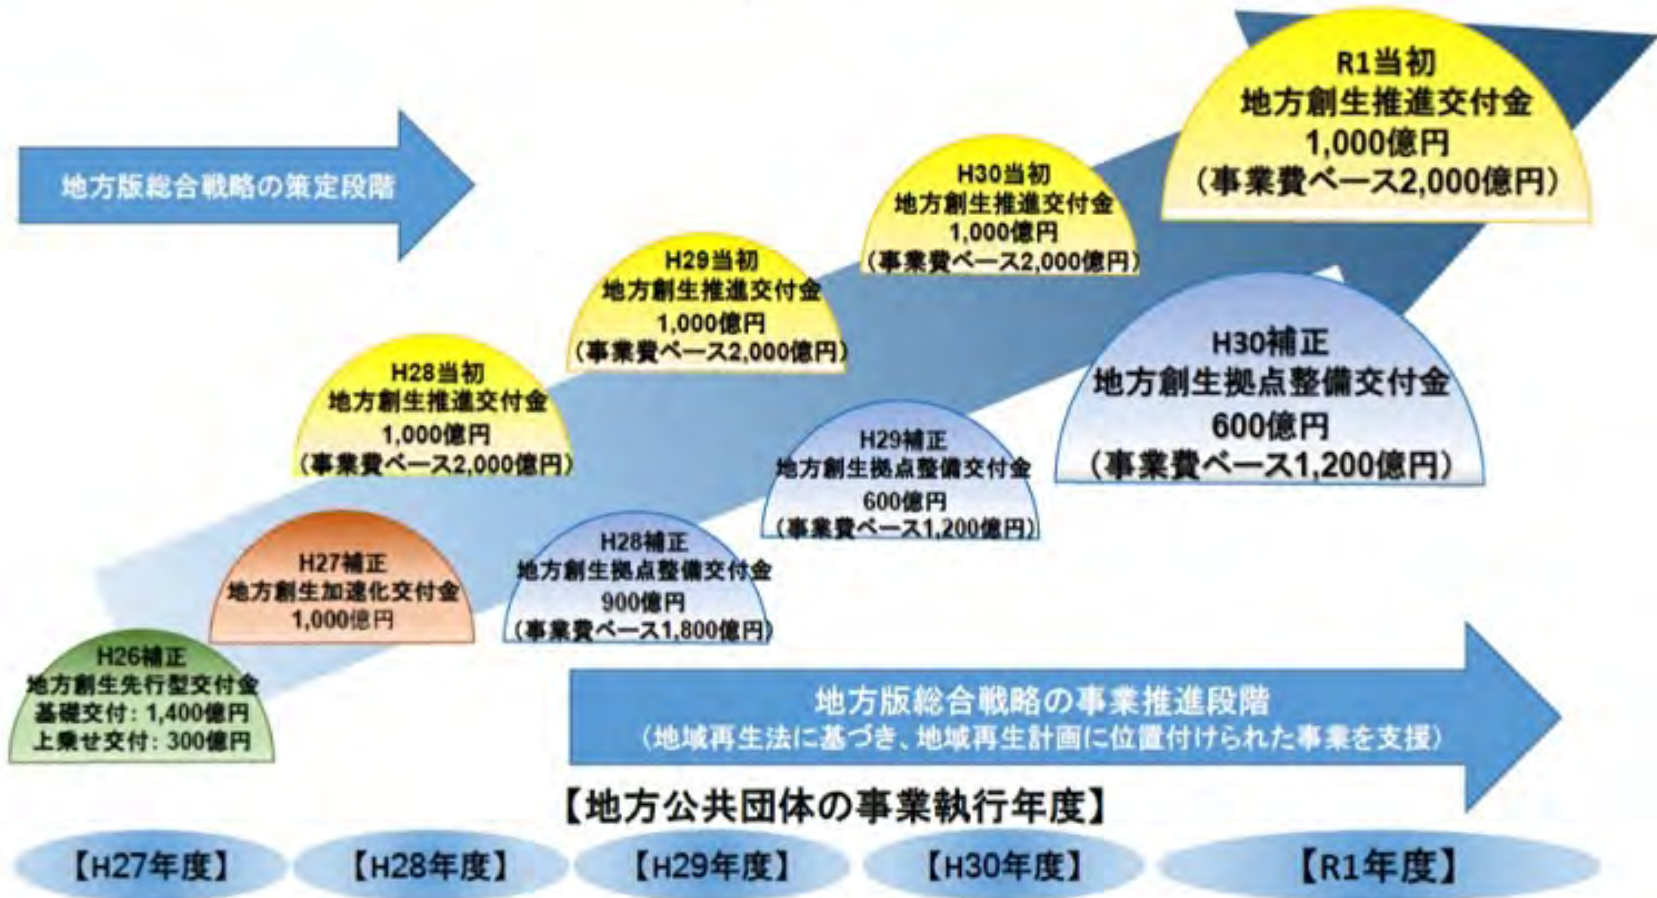 地方版総合戦略の策定段階
R1当初
地方創生推進交付金
1,000億円
(事業費ベース2,000億円)
H30当初
地方創生推進交付金
1,000億円
(事業費ベース2,000億円)
H29当初
地方創生推進交付金
1,000億円
(事業費ベース2,000億円)
H28当初
地方創生推進交付金
1,000億円
(事業費ベース2,000億円)
H30補正
地方創生拠点整備交付金
600億円
(事業費ベース1,200億円)
H29補正
地方創生拠点整備交付金
600億円
(事業費ベース1,200億円)
H28補正
地方創生拠点整備交付金
900億円
(事業費ベース1,800億円)
H27補正
地方創生加速化交付金
1,000億円
H26補正
地方創生先行型交付金
基礎交付:1,400億円
上乗せ交付:300億円
地方版総合戦略の事業推進段階
(地域再生法に基づき、地域再生計画に位置付けられた事業を支援)
【地方公共団体の事業執行年度】
【H27年度】
【H28年度】
【H29年度】
【H30年度】
【R1年度】